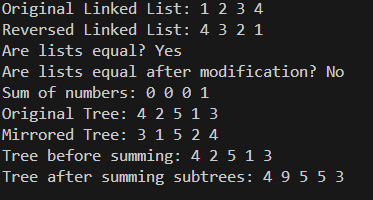 Original Linked List: 1 2 3 4
Reversed Linked List: 4 3 2 1
Are lists equal? Yes
Are lists equal after modification? No
Sum of numbers: 0 0 0 1
Original Tree: 4 2 5 1 3
Mirrored Tree: 3 1 5 2 4
Tree before summing: 4 2 5 1 3
Tree after summing subtrees: 4 9 5 5 3